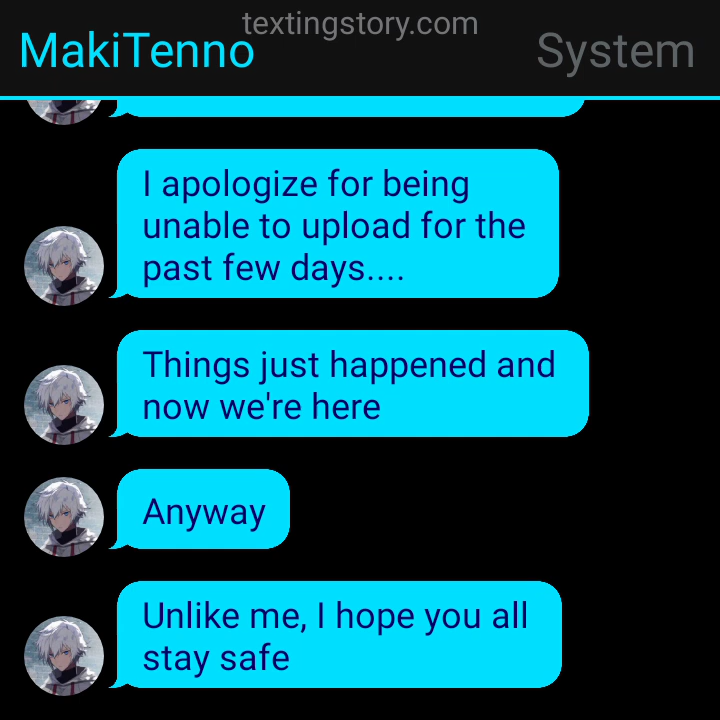 textingstory.com
MakiTenno
System
I apologize for being
unable to upload for the
past few days....
Things just happened and
now we're here
Anyway
Unlike me, I hope you all
stay safe